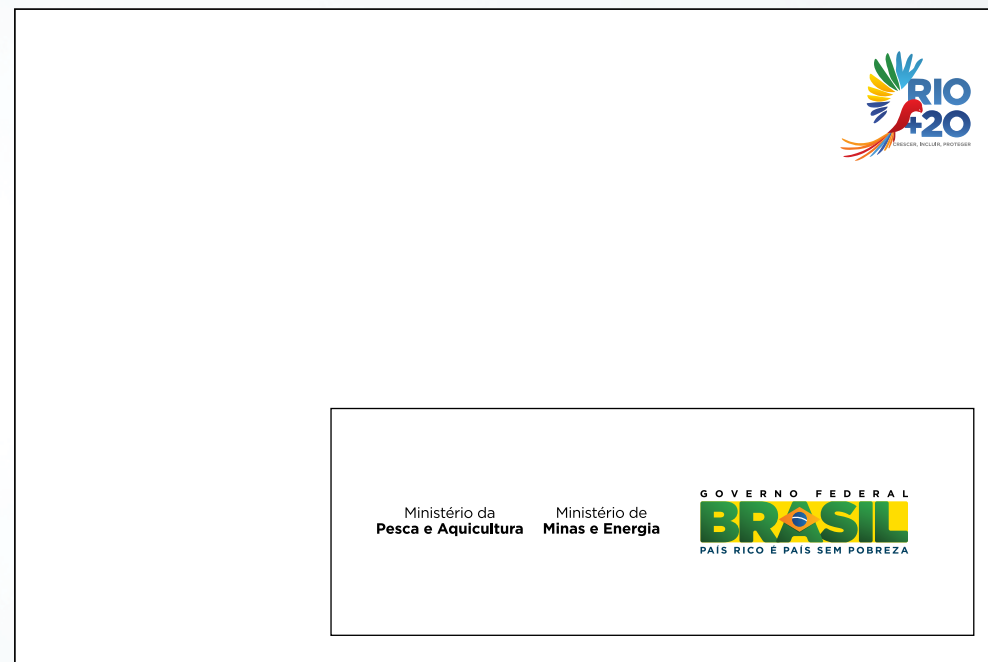 RIO
+20
CRESCER, INCLUIR, PROTEGER
Ministério da
Pesca e Aquicultura
Ministério de
Minas e Energia
GOVERNO FEDERAL
BRASIL
PAÍS RICO É PAÍS SEM POBREZA